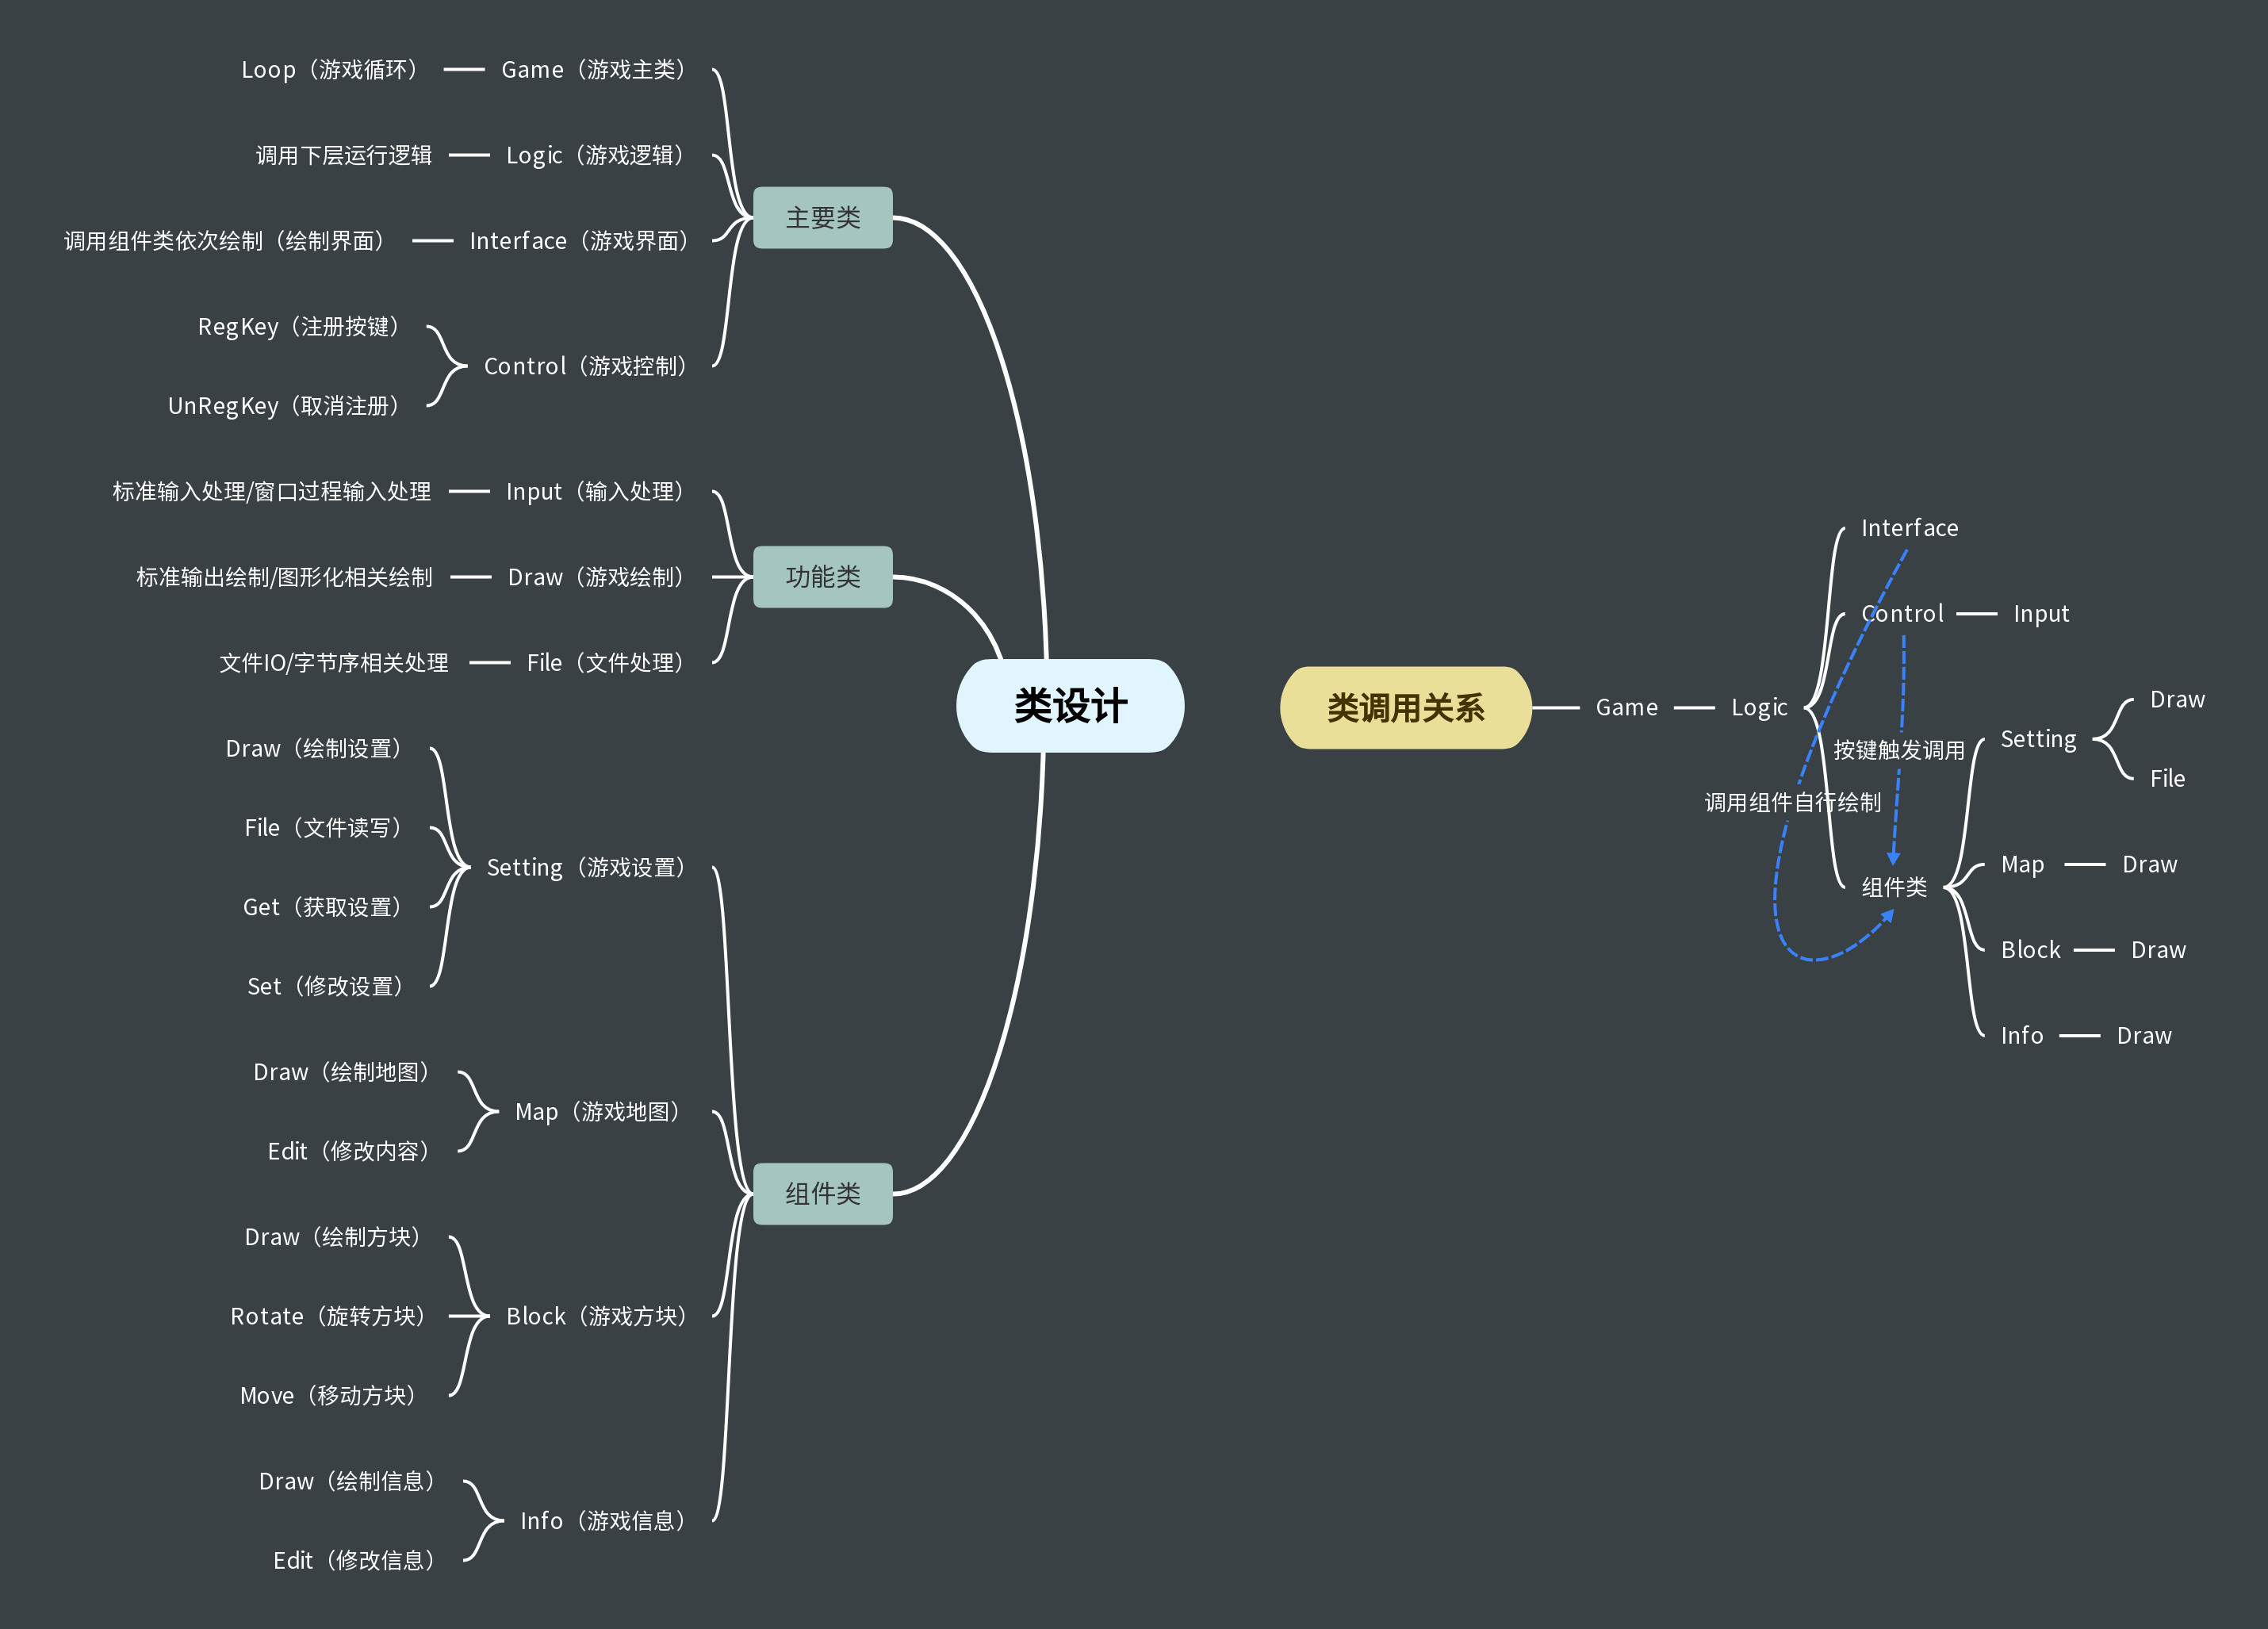 类设计
主要类
Game（游戏主类）
Loop（游戏循环）
Logic（游戏逻辑）
调用下层运行逻辑
Interface（游戏界面）
调用组件类依次绘制（绘制界面）
Control（游戏控制）
RegKey（注册按键）
UnRegKey（取消注册）
功能类
Input（输入处理）
标准输入处理/窗口过程输入处理
Draw（游戏绘制）
标准输出绘制/图形化相关绘制
File（文件处理）
文件IO/字节序相关处理
组件类
Setting（游戏设置）
Draw（绘制设置）
File（文件读写）
Get（获取设置）
Set（修改设置）
Map（游戏地图）
Draw（绘制地图）
Edit（修改内容）
Block（游戏方块）
Draw（绘制方块）
Rotate（旋转方块）
Move（移动方块）
Info（游戏信息）
Draw（绘制信息）
Edit（修改信息）
类调用关系
Game
Logic
Interface
Control
Input
按键触发调用
调用组件自行绘制
组件类
Setting
Draw
File
Map
Draw
Block
Draw
Info
Draw